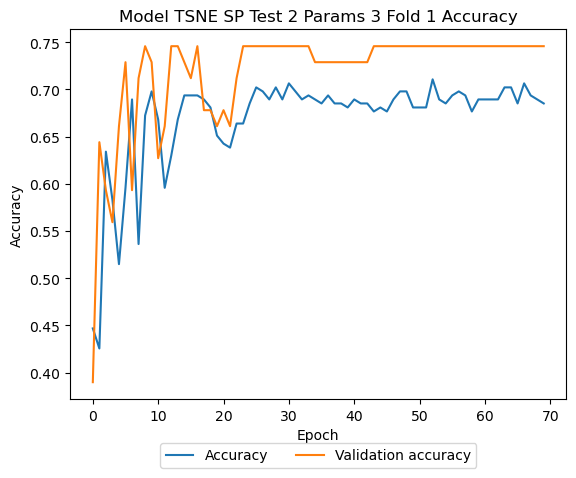 Model TSNE SP Test 2 Params 3 Fold 1 Accuracy
0.75
0.70
0.65
0.60
0.55
0.50
0.45
0.40
Accuracy
0 10 20 30 40 50 60 70
Epoch
Accuracy Validation accuracy